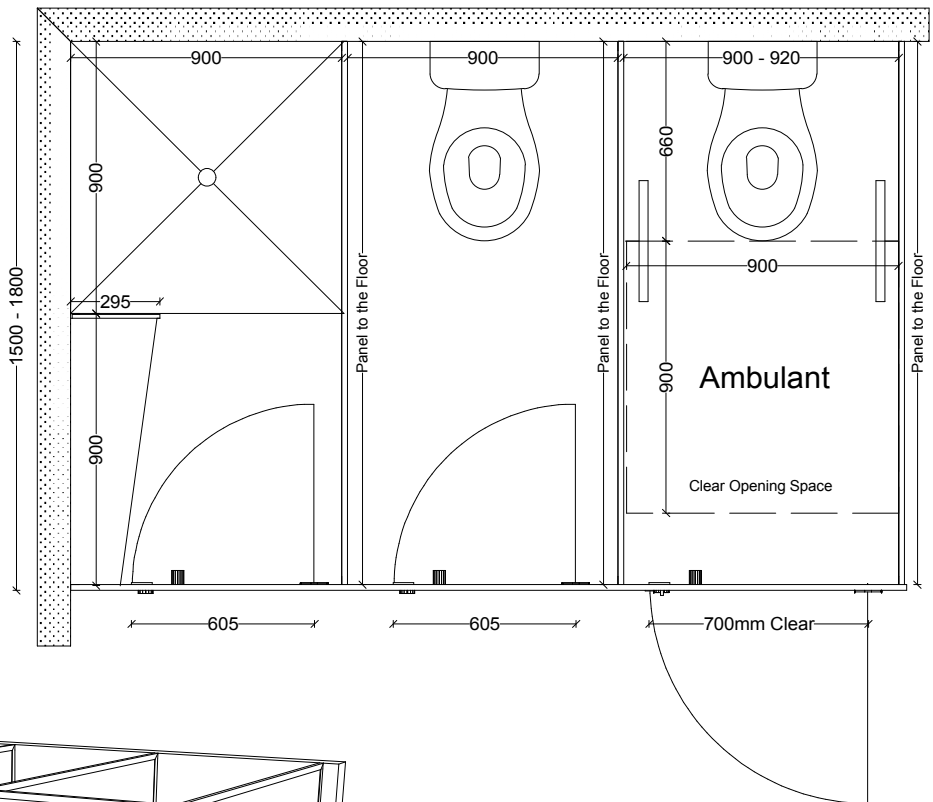 900
900
900 - 920
900
660
1500 - 1800
295
900
Panel to the Floor
Panel to the Floor
Panel to the Floor
900
900
Ambulant
Clear Opening Space
605
605
700mm Clear